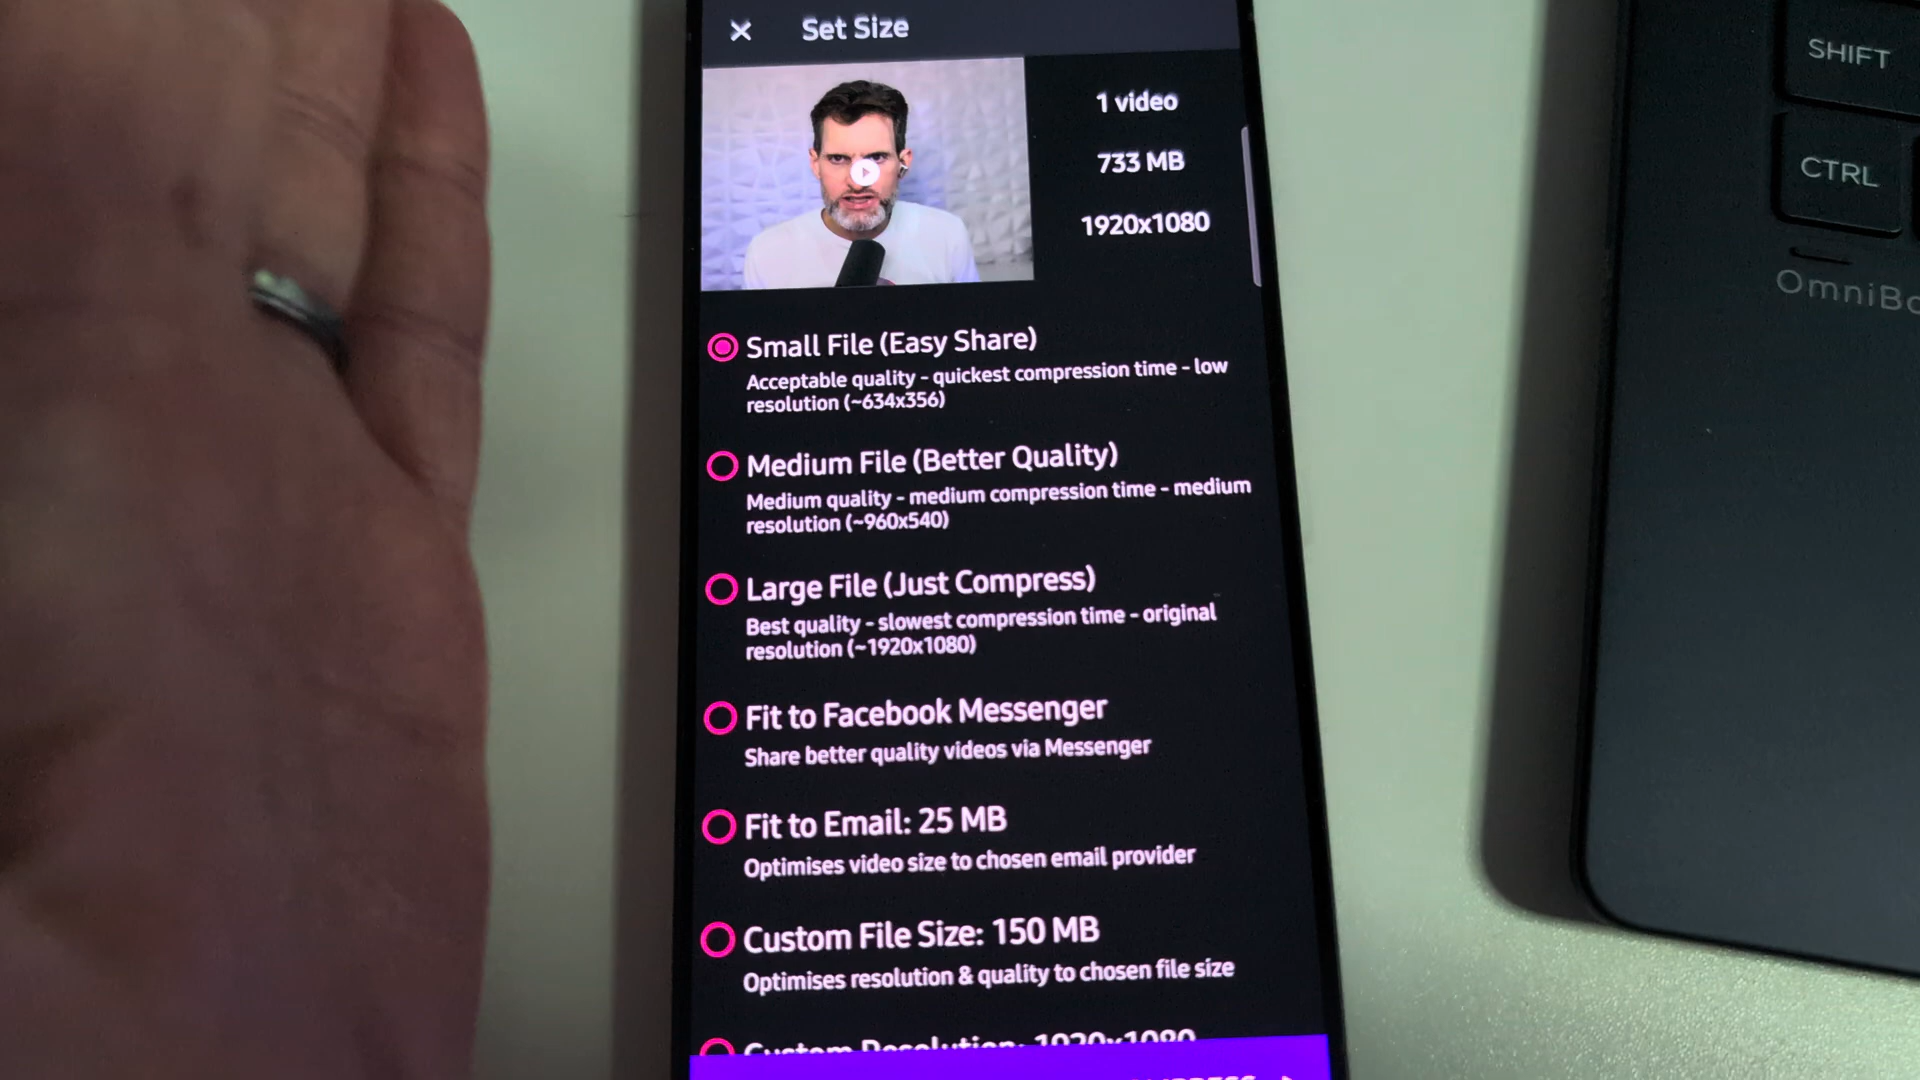 Set Size
1 video
733 MB
1920x1080
Small File (Easy Share)
Acceptable quality - quickest compression time - low
resolution (~634x356)
Medium File (Better Quality)
Medium quality - medium compression time - medium
resolution (~960x540)
Large File (Just Compress)
Best quality - slowest compression time - original
resolution (~1920x1080)
Fit to Facebook Messenger
Share better quality videos via Messenger
Fit to Email: 25 MB
Optimises video size to chosen email provider
Custom File Size: 150 MB
Optimises resolution & quality to chosen file size
Custom Resolution: 1920x1080
SHIFT
CTRL